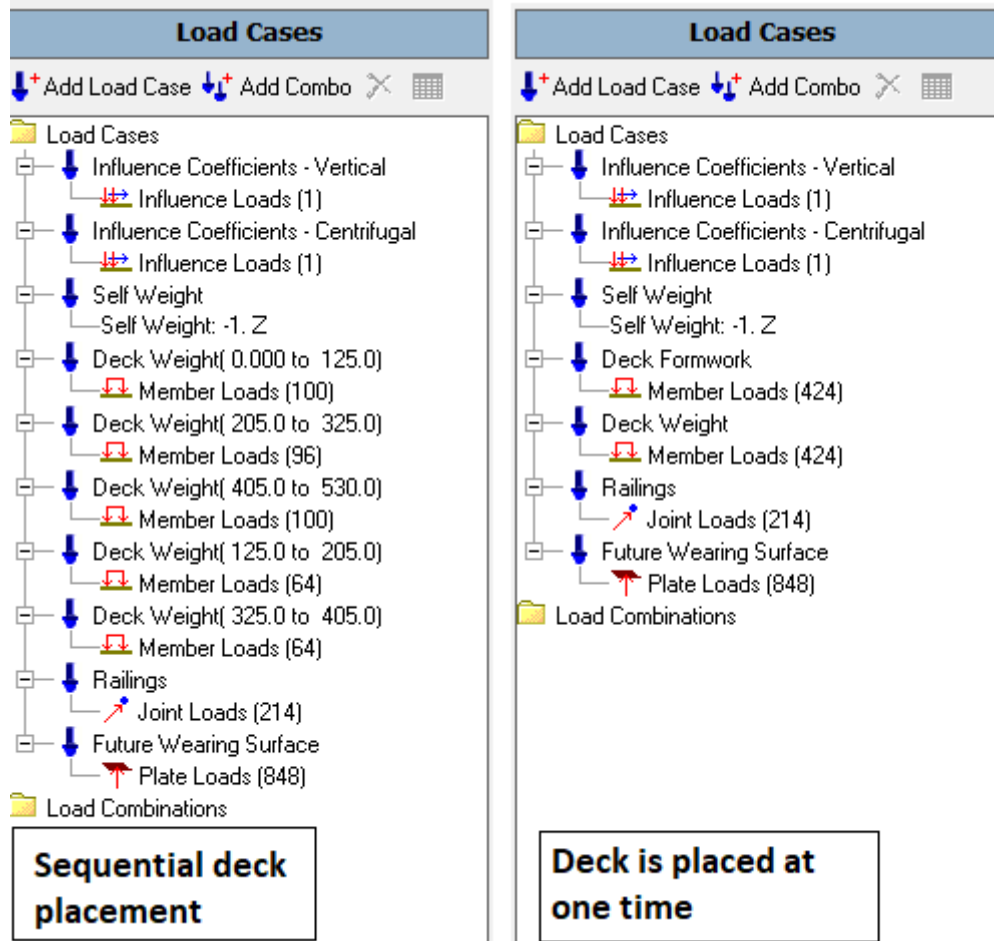 Load Cases
Add Load Case Add Combo
Load Cases
Influence Coefficients - Vertical
Influence Loads (1)
Influence Coefficients - Centrifugal
Influence Loads (1)
Self Weight
Self Weight: -1. Z
Deck Weight( 0.000 to 125.0)
Member Loads (100)
Deck Weight( 205.0 to 325.0)
Member Loads (96)
Deck Weight( 405.0 to 530.0)
Member Loads (100)
Deck Weight( 125.0 to 205.0)
Member Loads (64)
Deck Weight( 325.0 to 405.0)
Member Loads (64)
Railings
Joint Loads (214)
Future Wearing Surface
Plate Loads (848)
Load Combinations
Sequential deck
placement
Load Cases
Add Load Case Add Combo
Load Cases
Influence Coefficients - Vertical
Influence Loads (1)
Influence Coefficients - Centrifugal
Influence Loads (1)
Self Weight
Self Weight: -1. Z
Deck Formwork
Member Loads (424)
Deck Weight
Member Loads (424)
Railings
Joint Loads (214)
Future Wearing Surface
Plate Loads (848)
Load Combinations
Deck is placed at
one time